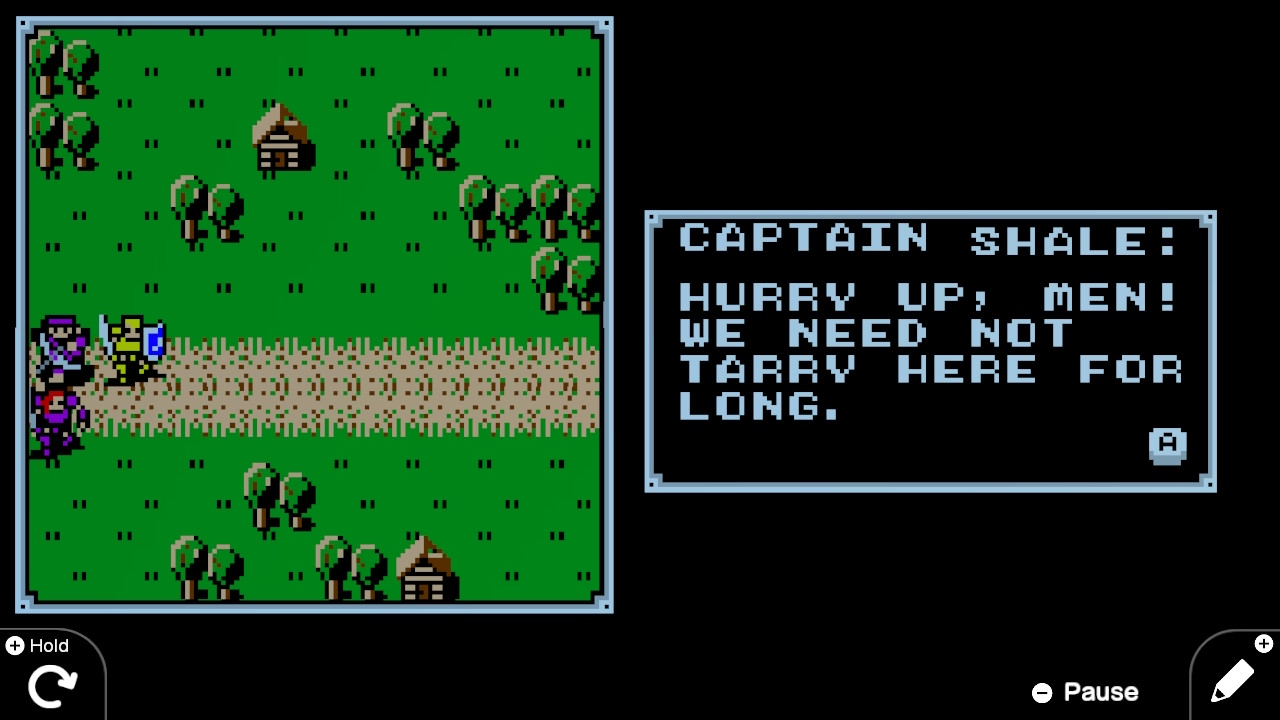 CAPTAIN SHALE:
HURRY UP, MEN!
WE NEED NOT
TARRY HERE FOR
LONG.
A
Hold
Pause